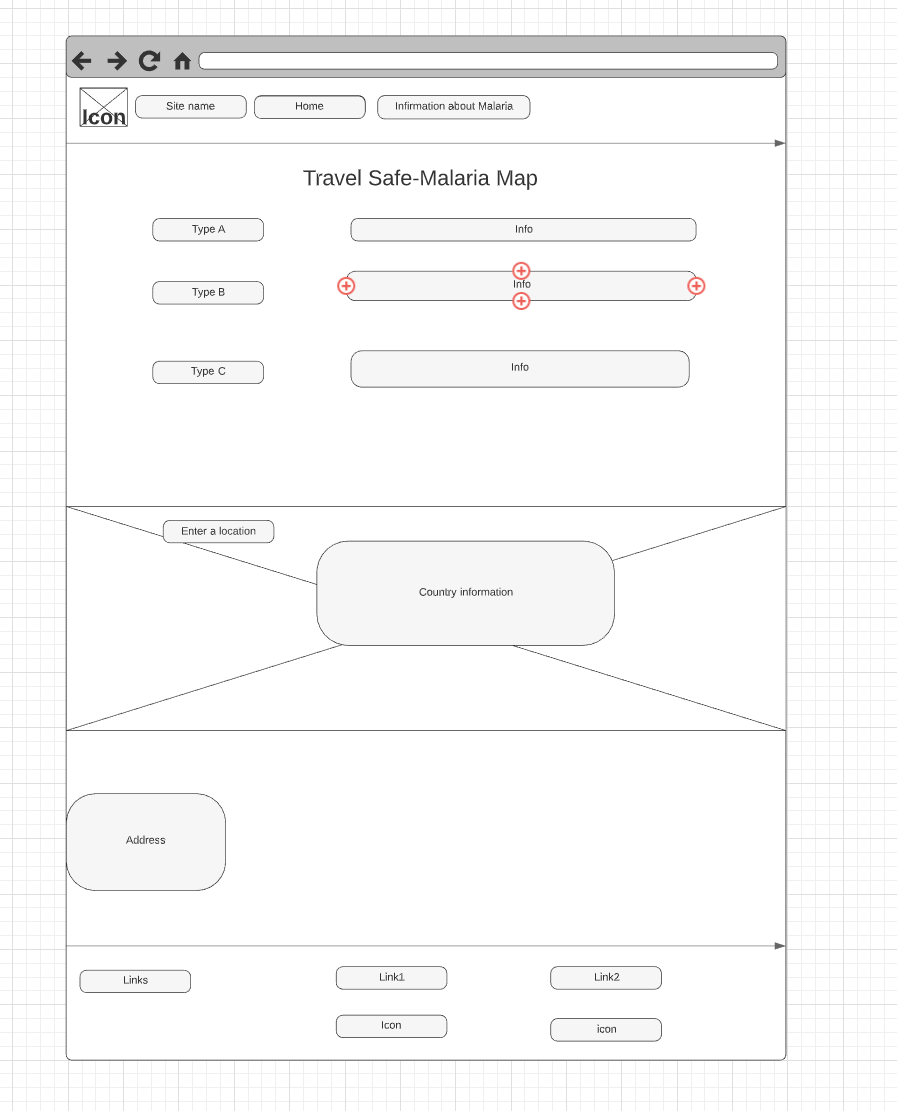 Icon
Site name
Home
Infirmation about Malaria
Travel Safe-Malaria Map
Type A
Info
Type B
Info
Type C
Info
Enter a location
Country information
Address
Links
Link1
Link2
Icon
icon